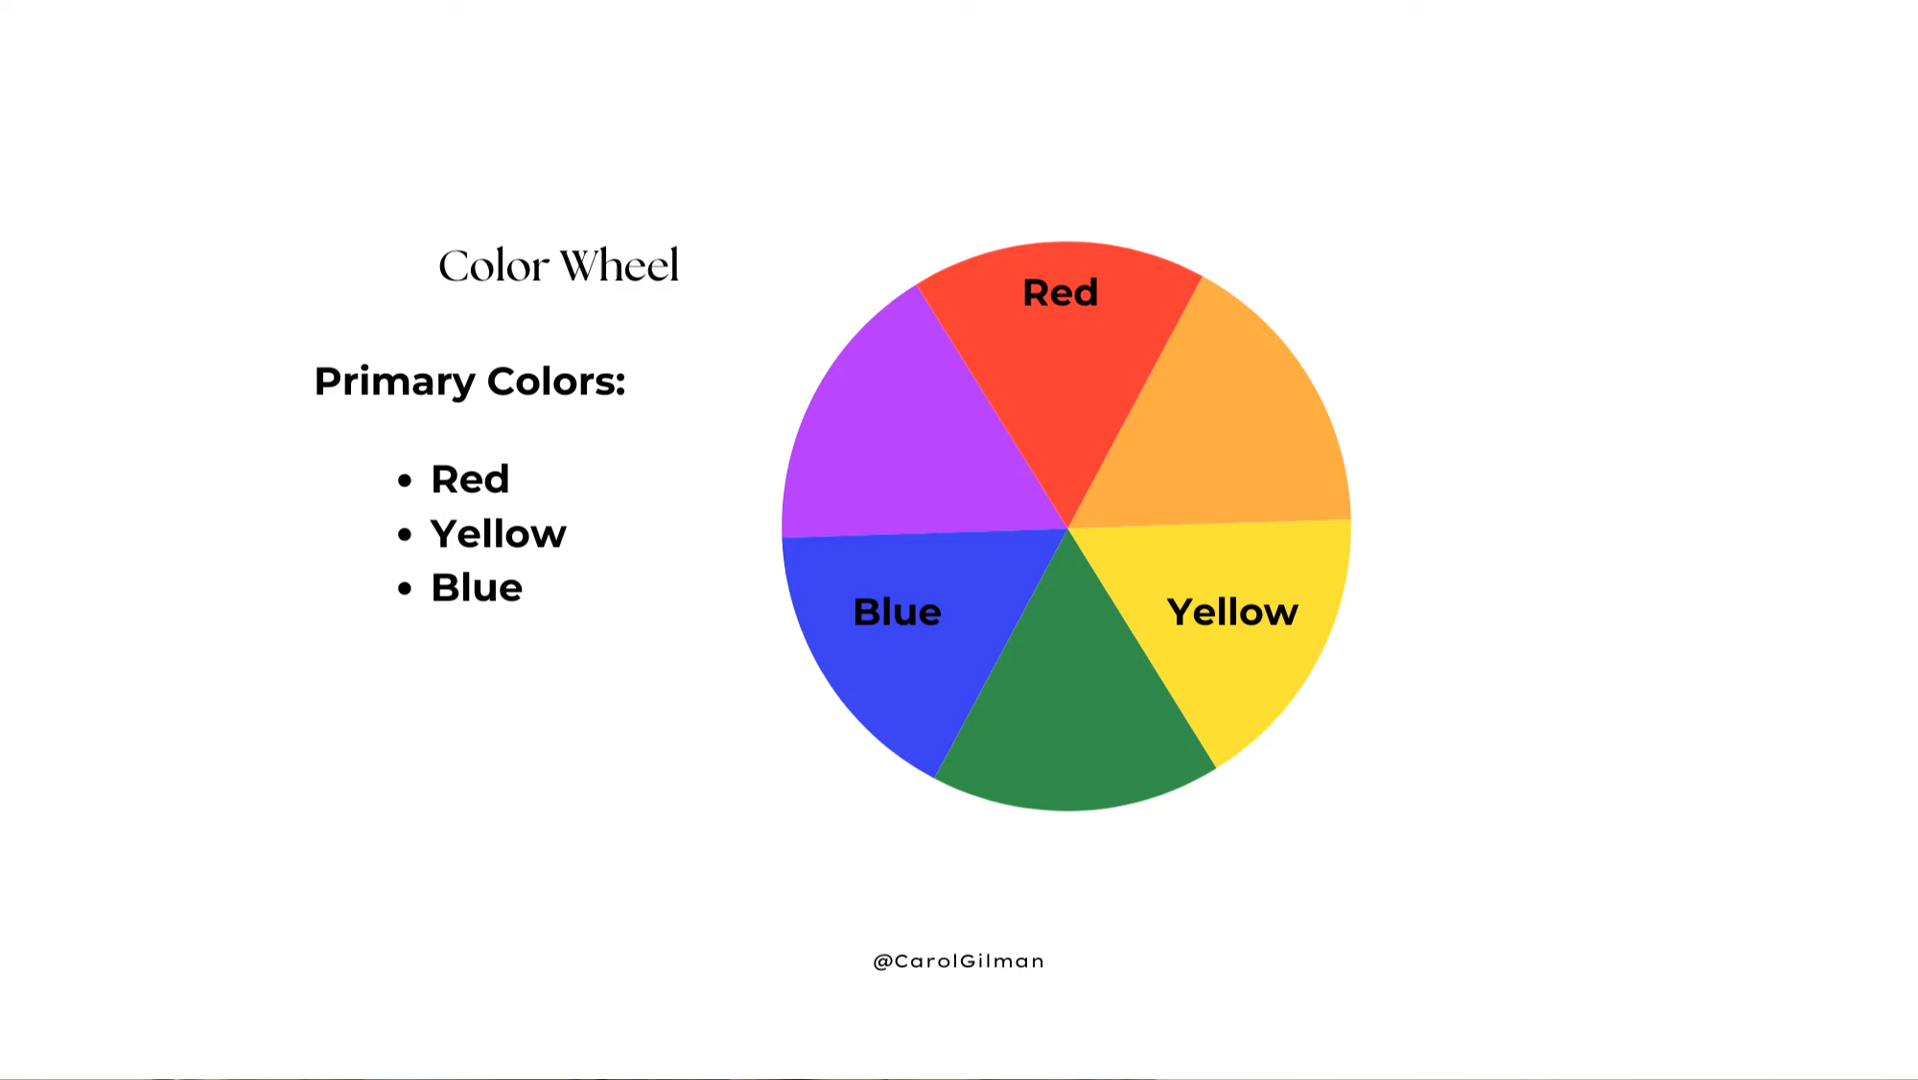 Color Wheel
Primary Colors:
• Red
• Yellow
• Blue
Red
Blue
Yellow
@CarolGilman